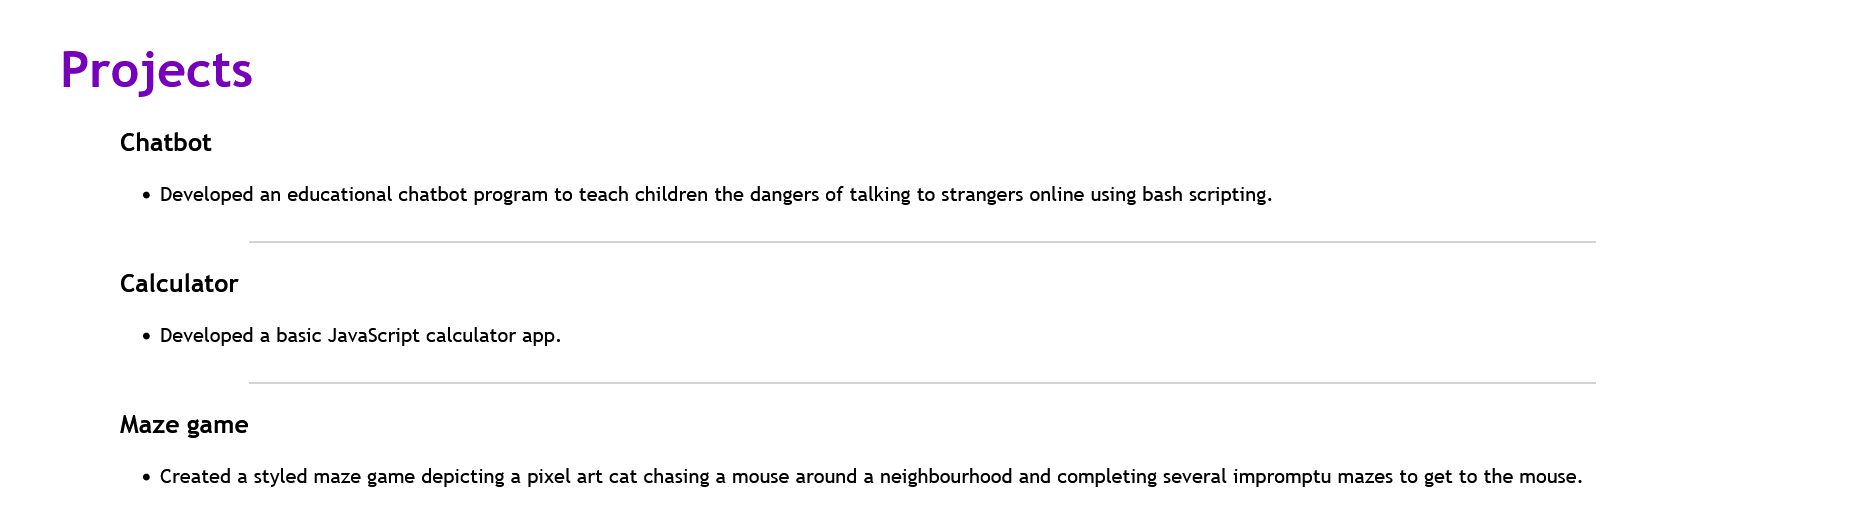 Projects
Chatbot
• Developed an educational chatbot program to teach children the dangers of talking to strangers online using bash scripting.
Calculator
• Developed a basic JavaScript calculator app.
Maze game
• Created a styled maze game depicting a pixel art cat chasing a mouse around a neighbourhood and completing several impromptu mazes to get to the mouse.